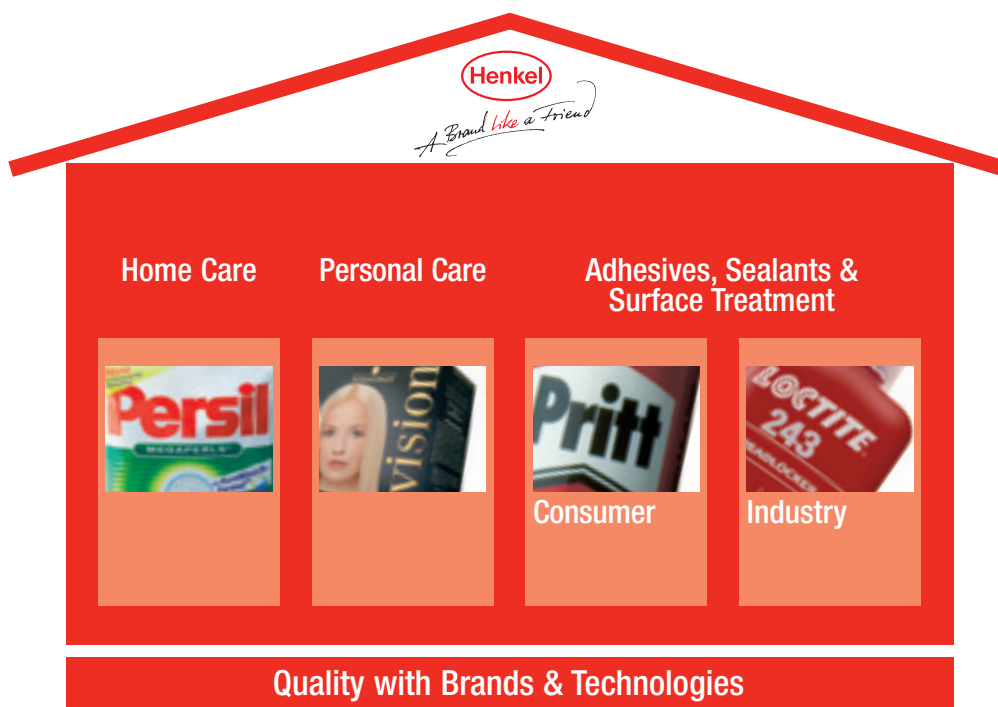 Henkel
A Brand like a Friend
Home Care
Personal Care
Adhesives, Sealants &
Surface Treatment
Persil
MEGAPERLS
vision
Pritt
LOCTITE
243
Consumer
Industry
Quality with Brands & Technologies